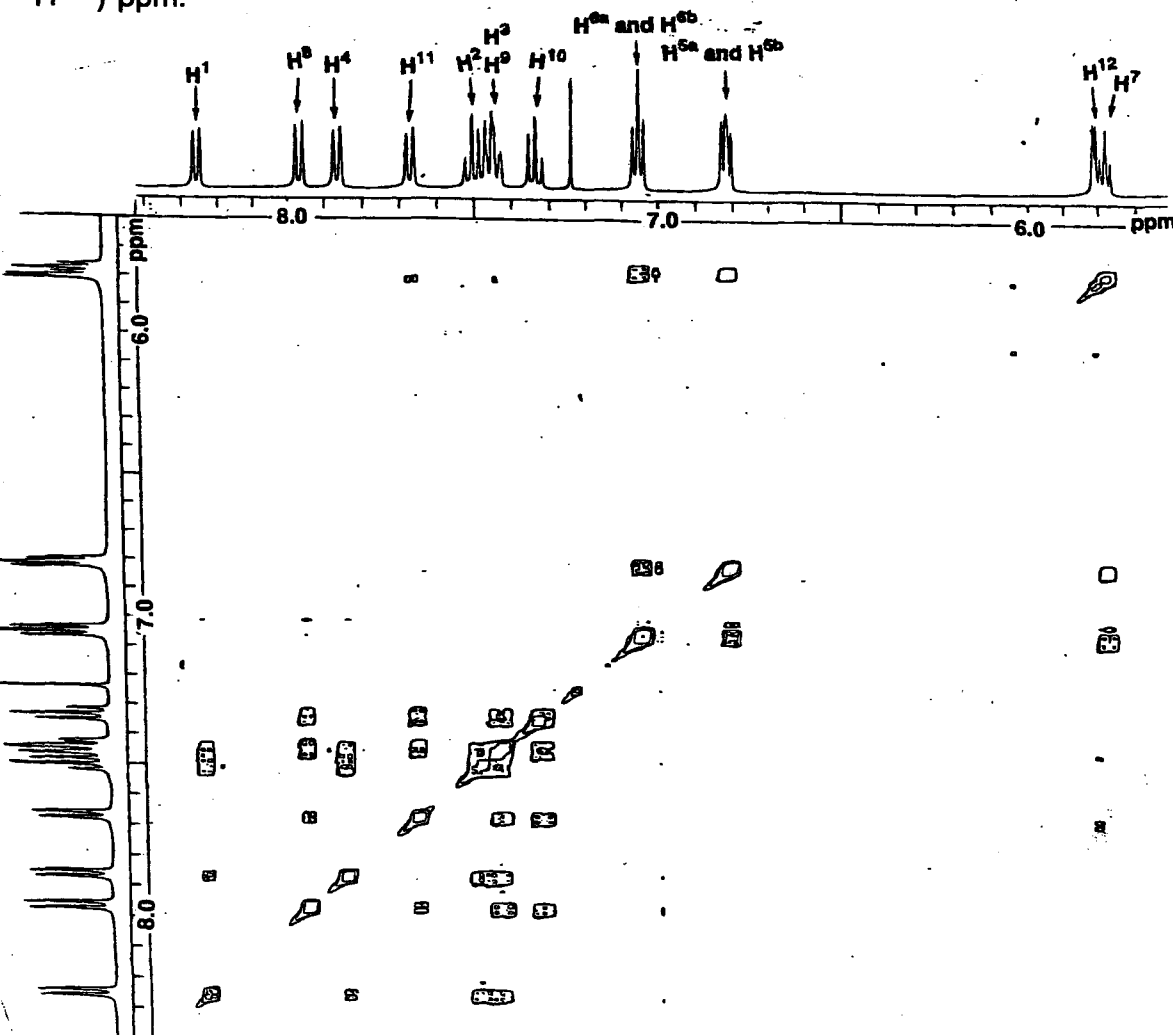 ) ppm.
H⁶ᵃ and H⁶ᵇ
H³
H¹ H⁸ H⁴ H¹¹ H² H⁹ H¹⁰ H⁵ᵃ and H⁵ᵇ H¹² H⁷
8.0 7.0 6.0 ppm
ppm
6.0
7.0
8.0